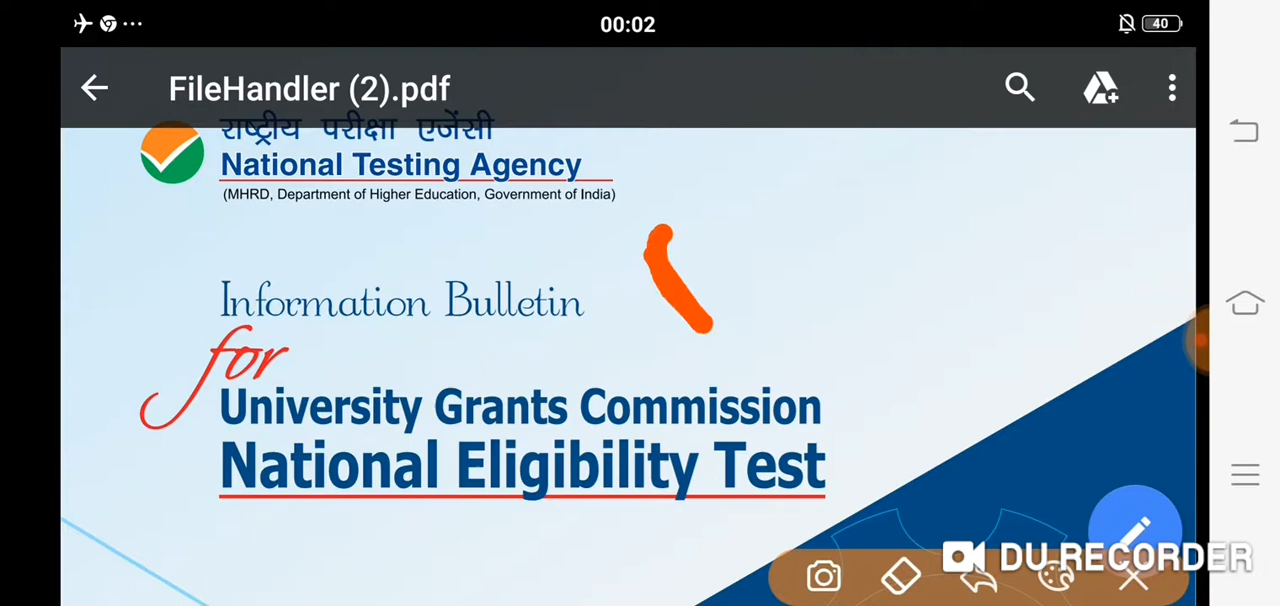 00:02
40
FileHandler (2).pdf
राष्ट्रीय परीक्षा एजेंसी
National Testing Agency
(MHRD, Department of Higher Education, Government of India)
Information Bulletin
for
University Grants Commission
National Eligibility Test
DU RECORDER